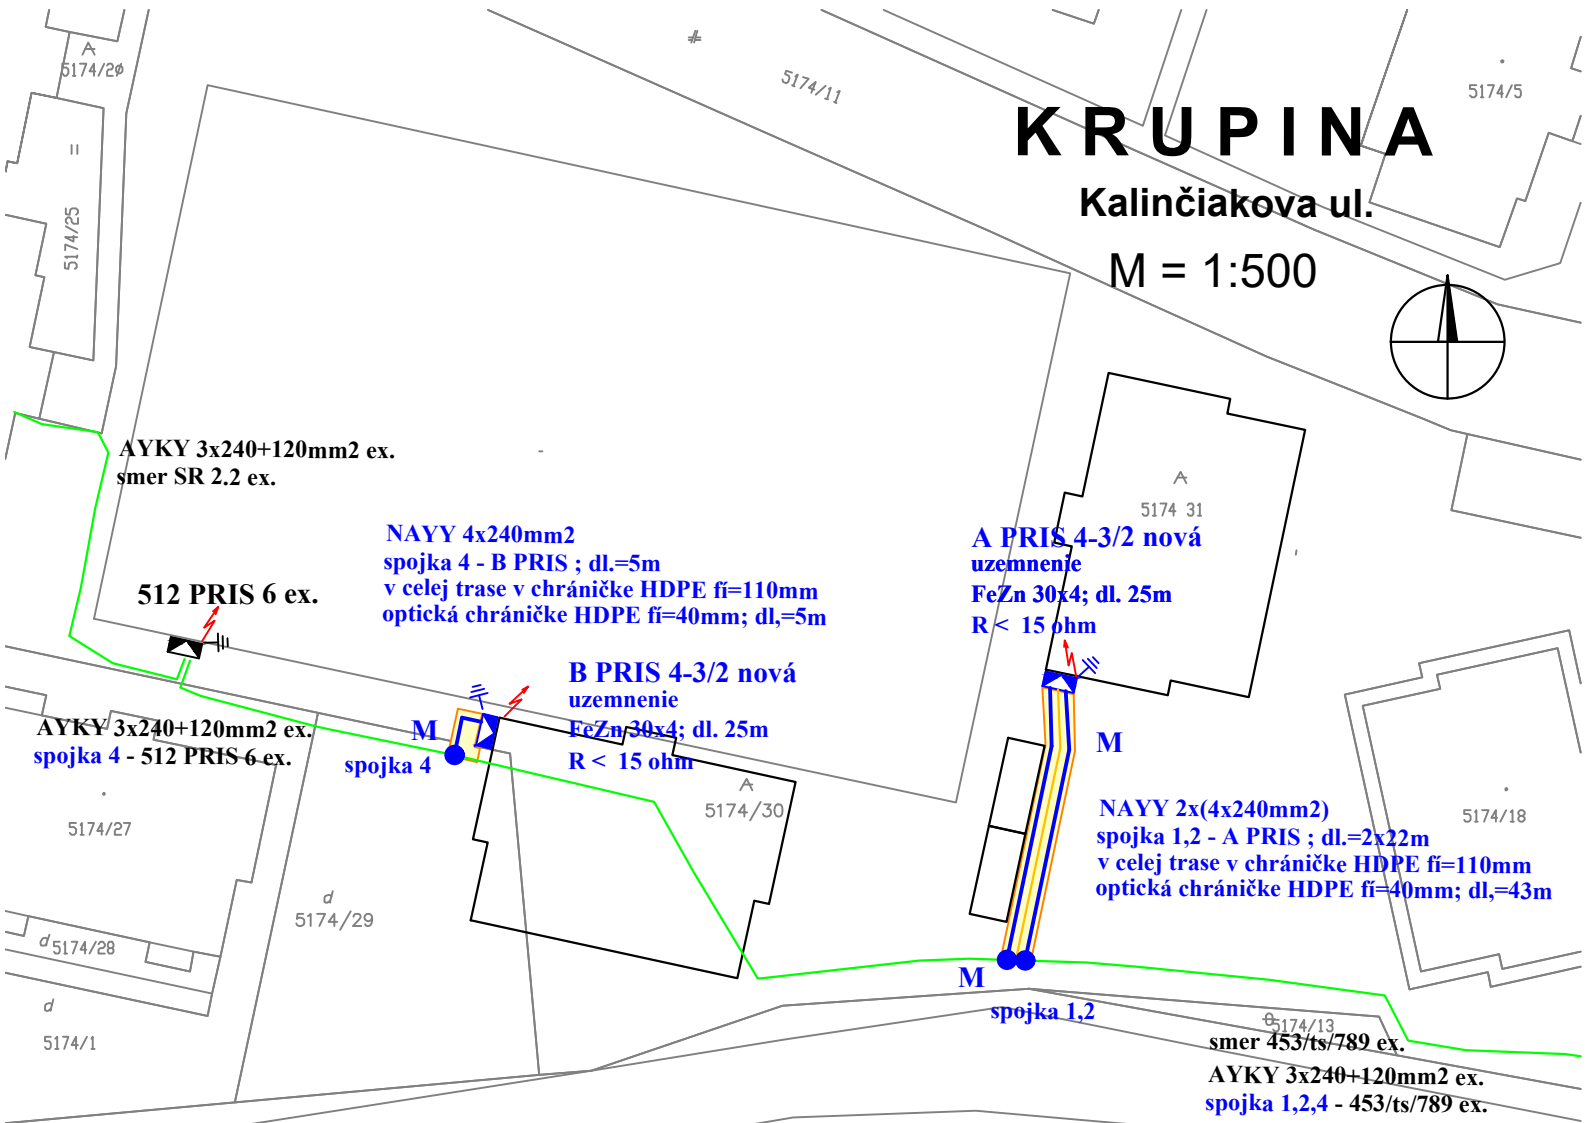 5174/20
5174/11
5174/5
K R U P I N A
Kalinčiakova ul.
M = 1:500
5174/25
AYKY 3x240+120mm2 ex.
smer SR 2.2 ex.
512 PRIS 6 ex.
NAYY 4x240mm2
spojka 4 - B PRIS ; dl.=5m
v celej trase v chráničke HDPE fí=110mm
optická chráničke HDPE fí=40mm; dl,=5m
5174 31
A PRIS 4-3/2 nová
uzemnenie
FeZn 30x4; dl. 25m
R < 15 ohm
B PRIS 4-3/2 nová
uzemnenie
FeZn 30x4; dl. 25m
R < 15 ohm
AYKY 3x240+120mm2 ex.
spojka 4 - 512 PRIS 6 ex.
M
spojka 4
M
5174/30
5174/27
5174/18
NAYY 2x(4x240mm2)
spojka 1,2 - A PRIS ; dl.=2x22m
v celej trase v chráničke HDPE fí=110mm
optická chráničke HDPE fí=40mm; dl,=43m
d
5174/29
d
5174/28
M
spojka 1,2
d
5174/1
5174/13
smer 453/ts/789 ex.
AYKY 3x240+120mm2 ex.
spojka 1,2,4 - 453/ts/789 ex.